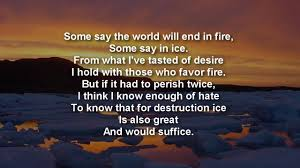 Some say the world will end in fire,
Some say in ice.
From what I've tasted of desire
I hold with those who favor fire.
But if it had to perish twice,
I think I know enough of hate
To know that for destruction ice
Is also great
And would suffice.